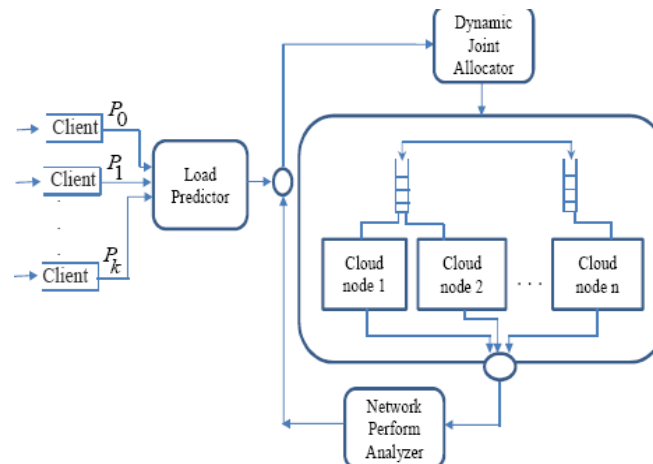 Dynamic
Joint
Allocator
P0
Client
P1
Client
.
.
.
Pk
Client
Load
Predictor
Cloud
node 1
Cloud
node 2
. . .
Cloud
node n
Network
Perform
Analyzer